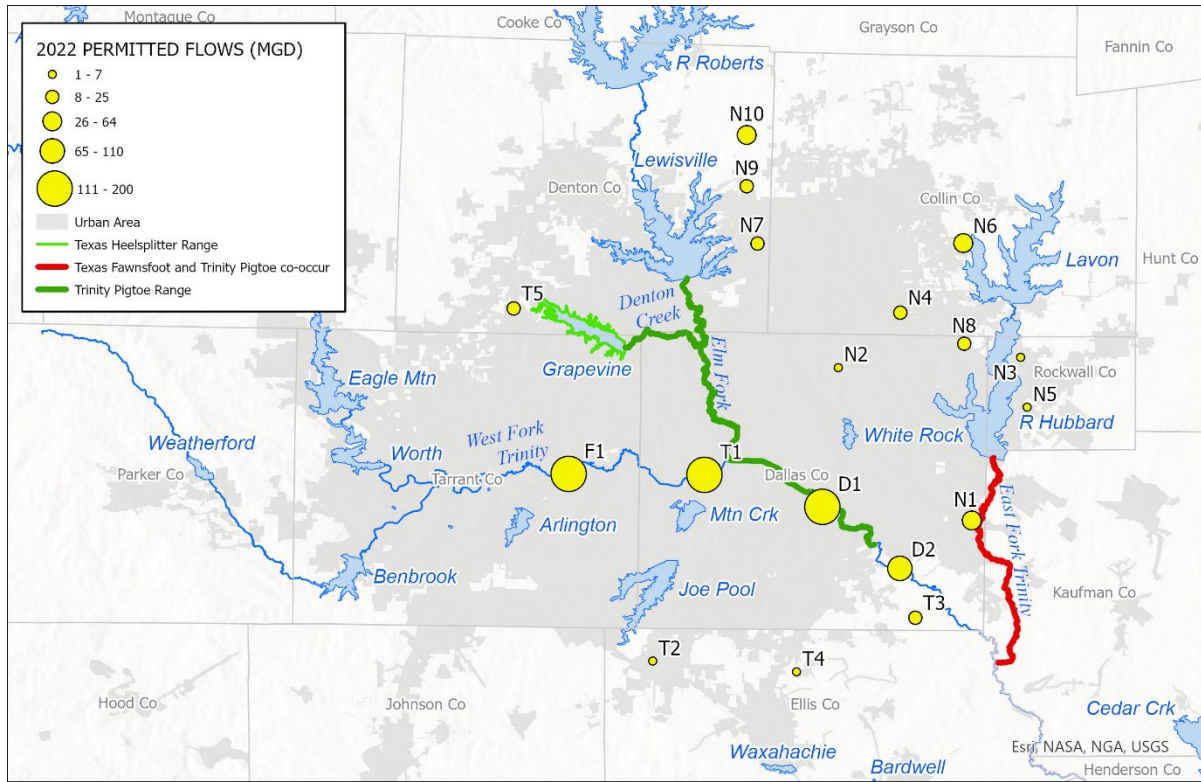 Montague Co
Cooke Co
Grayson Co
Fannin Co
2022 PERMITTED FLOWS (MGD)
1 - 7
8 - 25
26 - 64
65 - 110
111 - 200
Urban Area
Texas Heelsplitter Range
Texas Fawnsfoot and Trinity Pigtoe co-occur
Trinity Pigtoe Range
R Roberts
N10
Lewisville
N9
Denton Co
Collin Co
N7
N6
Lavon
Hunt Co
T5
Denton
Creek
N4
Elm Fork
N8
Grapevine
N2
N3
Rockwall Co
Eagle Mtn
N5
R Hubbard
White Rock
Weatherford
Worth
West Fork
Trinity
Parker Co
Tarrant Co
F1
T1
Dallas Co
D1
N1
East Fork Trinity
Arlington
Mtn Crk
Benbrook
D2
Joe Pool
Kaufman Co
T3
T2
T4
Hood Co
Johnson Co
Ellis Co
Cedar Crk
Waxahachie
Bardwell
Esri, NASA, NGA, USGS
Henderson Co